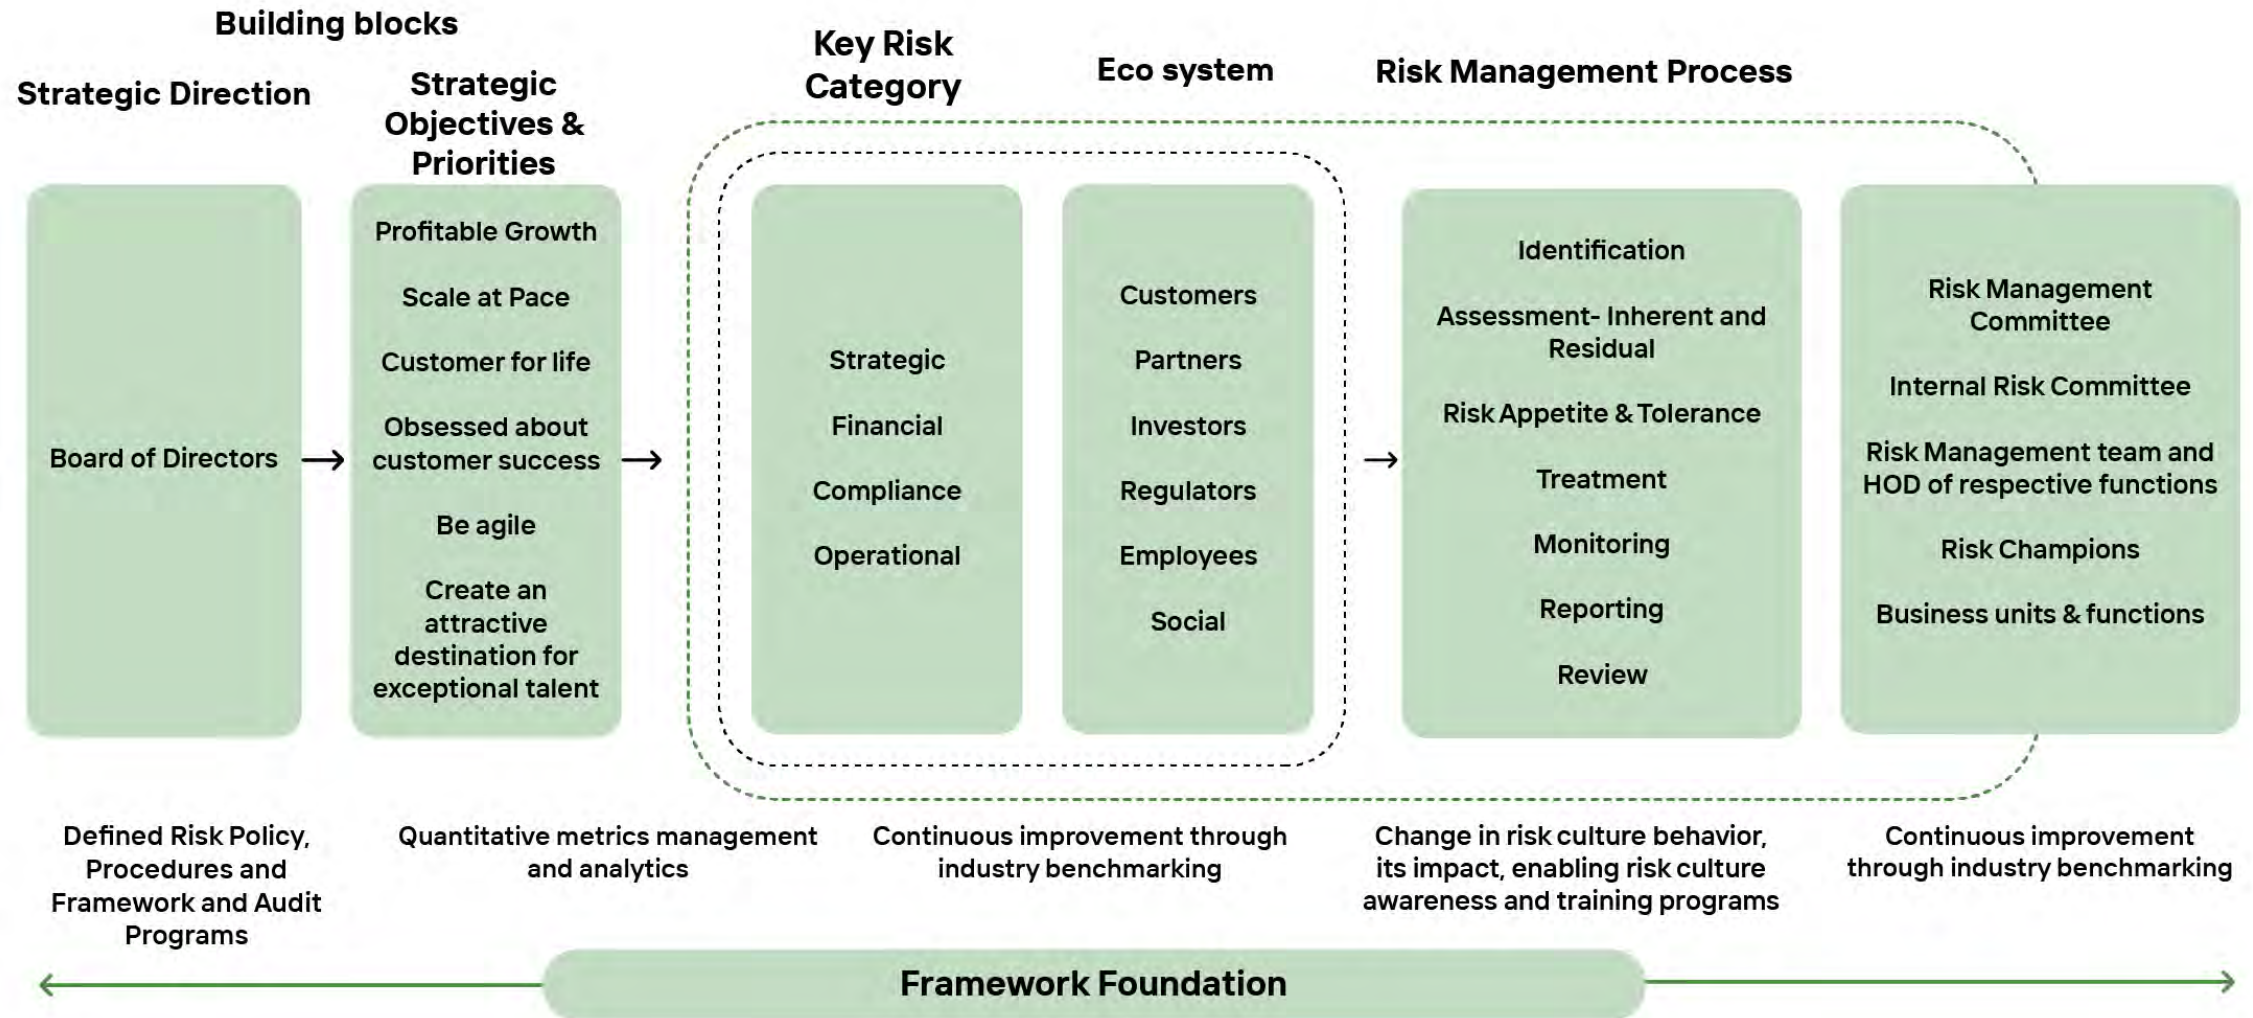 Building blocks
Strategic Direction
Strategic
Objectives &
Priorities
Key Risk
Category
Eco system
Risk Management Process
Board of Directors
Profitable Growth
Scale at Pace
Customer for life
Obsessed about
customer success
Be agile
Create an
attractive
destination for
exceptional talent
Strategic
Financial
Compliance
Operational
Customers
Partners
Investors
Regulators
Employees
Social
Identification
Assessment- Inherent and
Residual
Risk Appetite & Tolerance
Treatment
Monitoring
Reporting
Review
Risk Management
Committee
Internal Risk Committee
Risk Management team and
HOD of respective functions
Risk Champions
Business units & functions
Defined Risk Policy,
Procedures and
Framework and Audit
Programs
Quantitative metrics management
and analytics
Continuous improvement through
industry benchmarking
Change in risk culture behavior,
its impact, enabling risk culture
awareness and training programs
Continuous improvement
through industry benchmarking
Framework Foundation